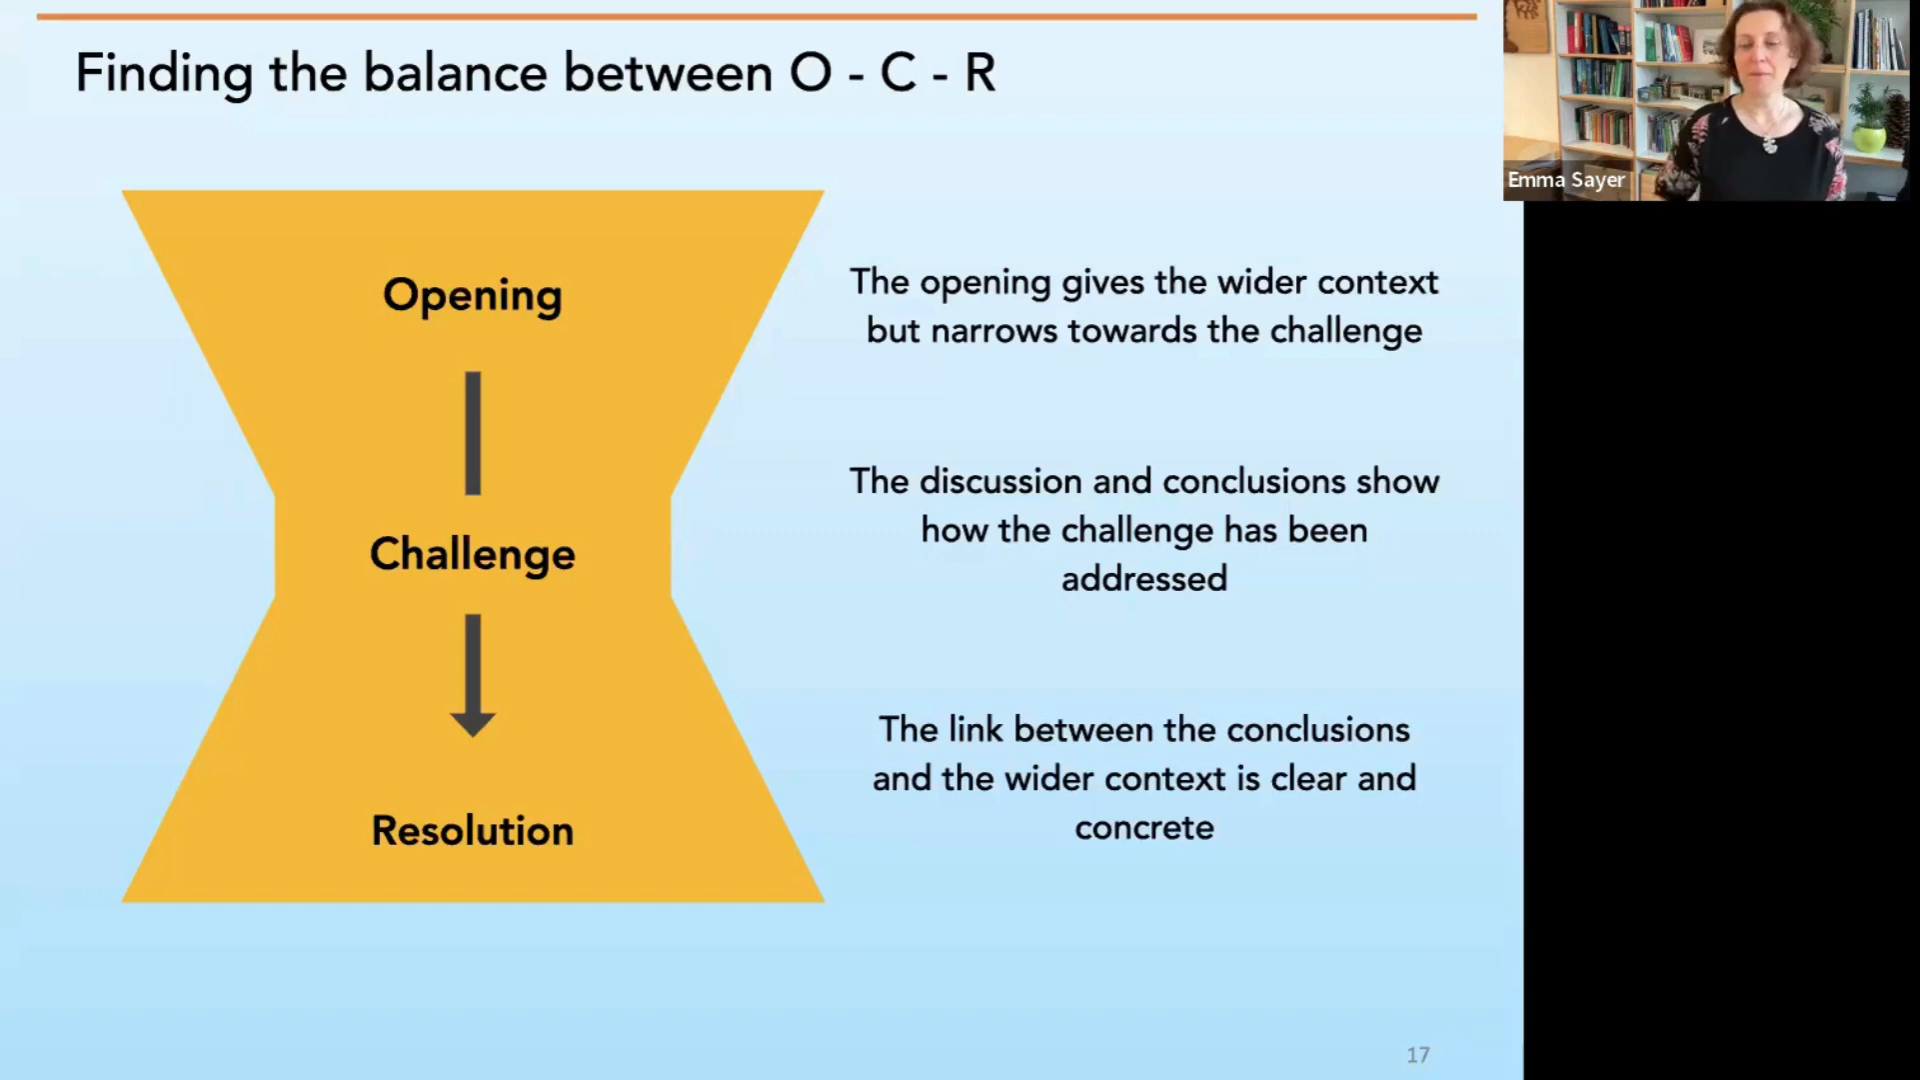 Finding the balance between O - C - R
Emma Sayer
Opening
The opening gives the wider context
but narrows towards the challenge
Challenge
The discussion and conclusions show
how the challenge has been
addressed
Resolution
The link between the conclusions
and the wider context is clear and
concrete
17